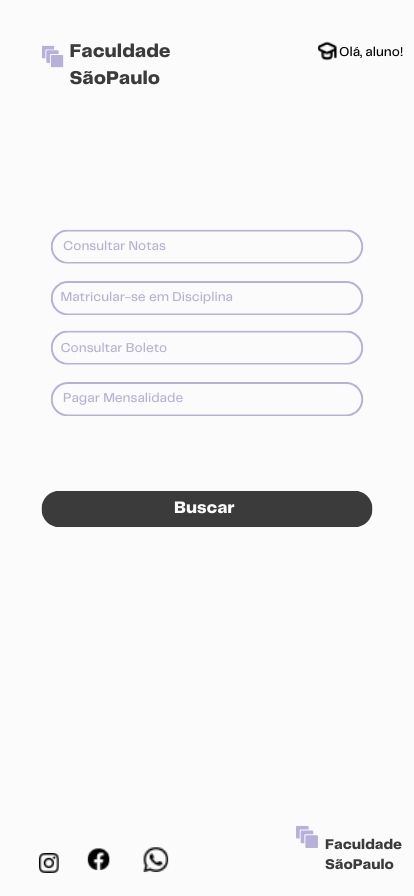 Faculdade
SãoPaulo
Olá, aluno!
Consultar Notas
Matricular-se em Disciplina
Consultar Boleto
Pagar Mensalidade
Buscar
Faculdade
SãoPaulo